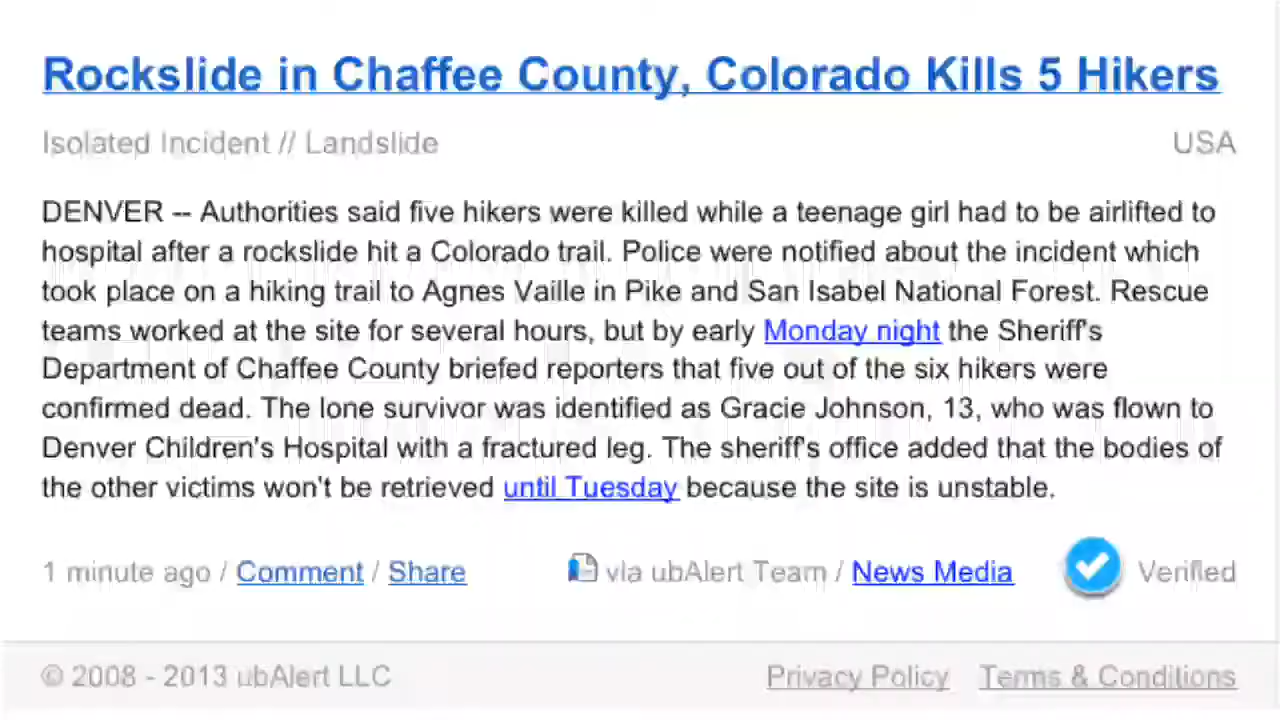 Rockslide in Chaffee County, Colorado Kills 5 Hikers
Isolated Incident // Landslide USA
DENVER -- Authorities said five hikers were killed while a teenage girl had to be airlifted to
hospital after a rockslide hit a Colorado trail. Police were notified about the incident which
took place on a hiking trail to Agnes Vaille in Pike and San Isabel National Forest. Rescue
teams worked at the site for several hours, but by early Monday night the Sheriff's
Department of Chaffee County briefed reporters that five out of the six hikers were
confirmed dead. The lone survivor was identified as Gracie Johnson, 13, who was flown to
Denver Children's Hospital with a fractured leg. The sheriff's office added that the bodies of
the other victims won't be retrieved until Tuesday because the site is unstable.
1 minute ago / Comment / Share via ubAlert Team / News Media Verified
© 2008 - 2013 ubAlert LLC Privacy Policy Terms & Conditions